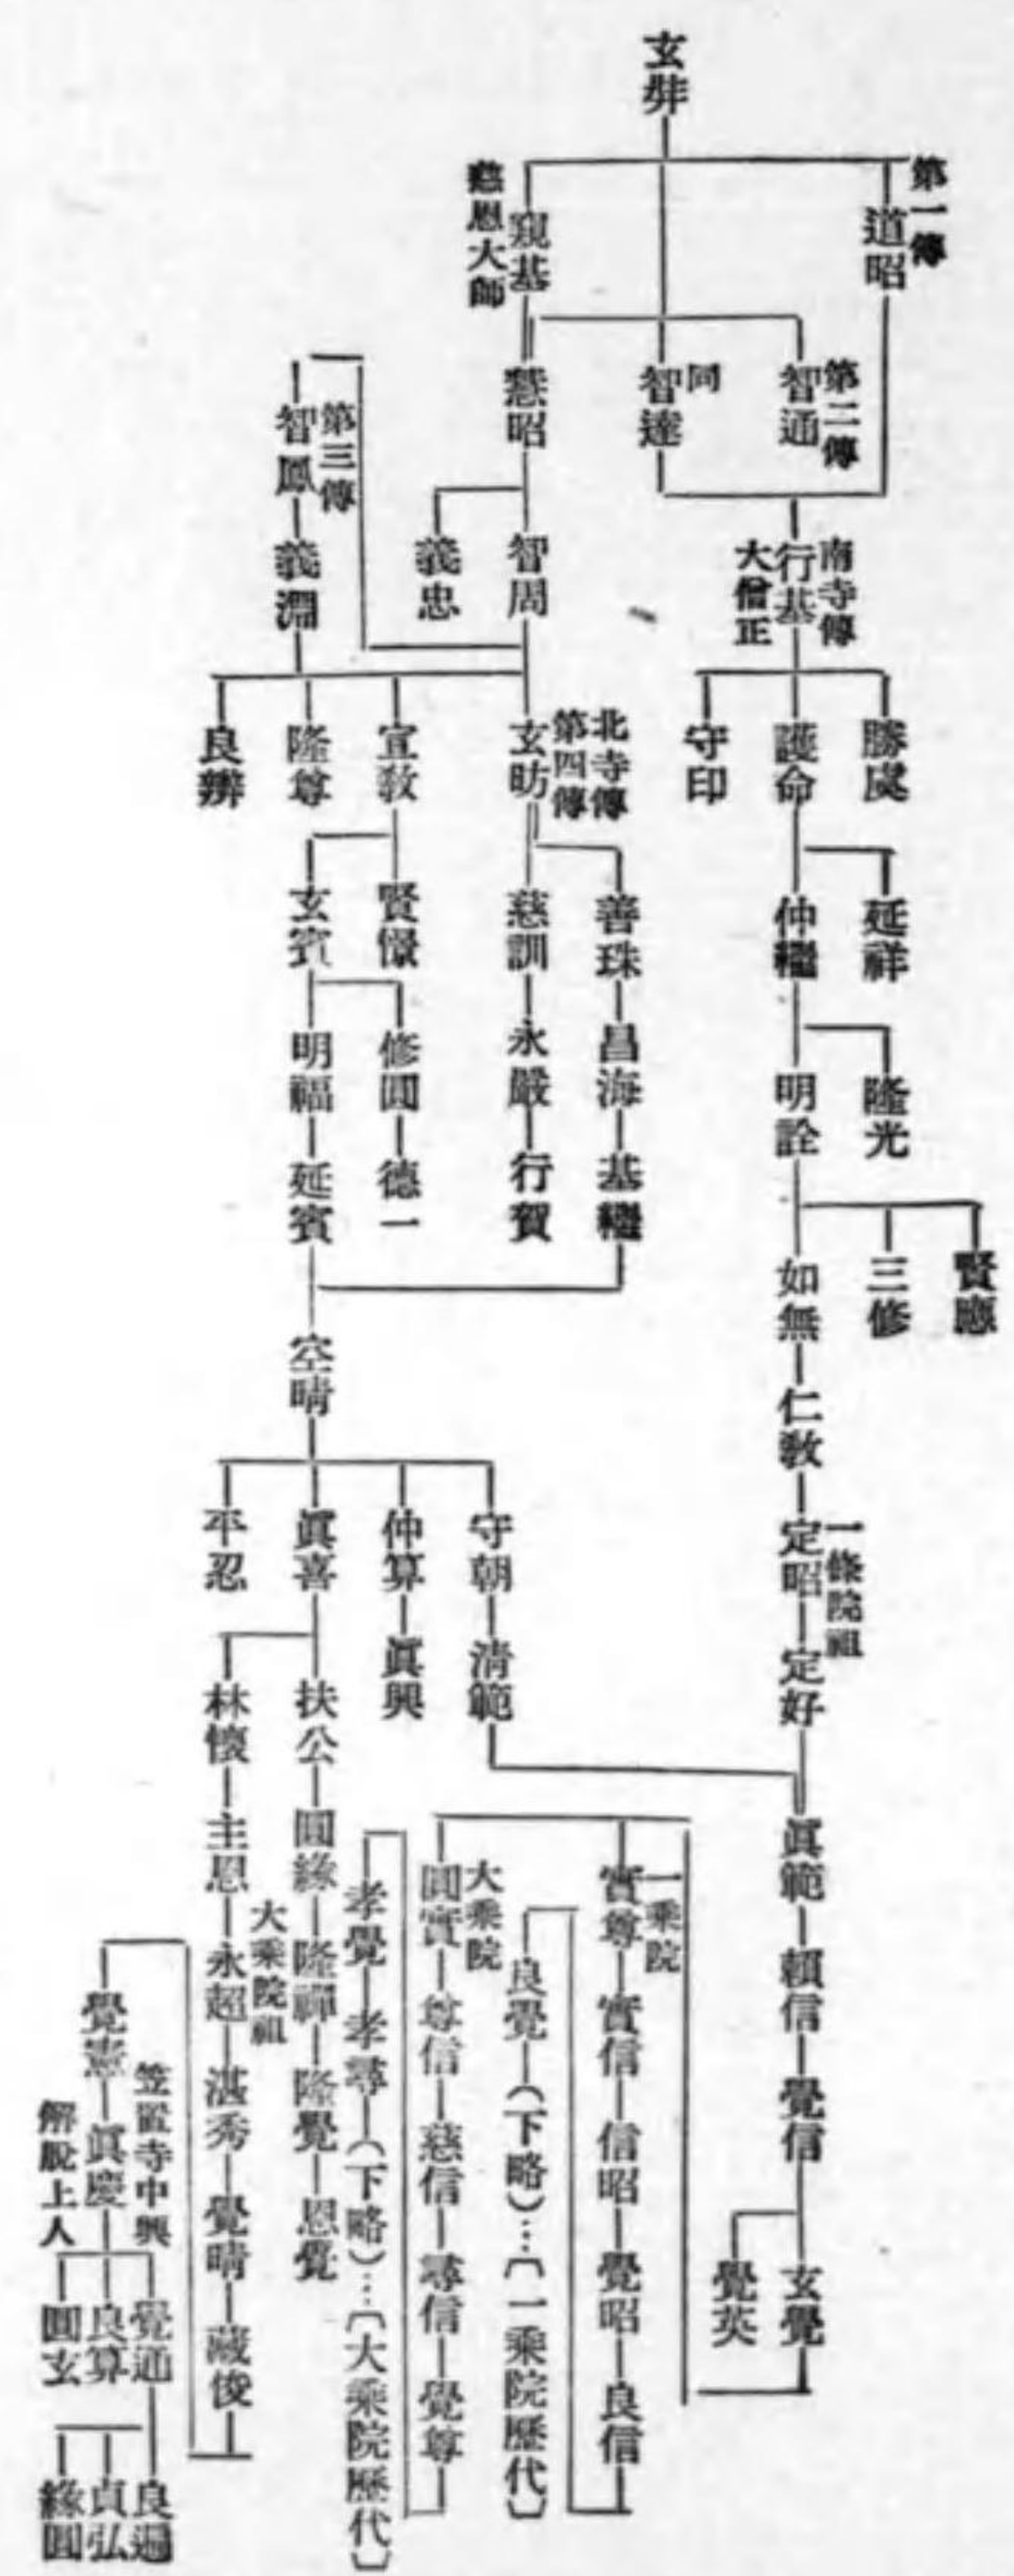 玄弉
第一傳
道昭
窺基
慈恩大師
第二傳
智通
同
智達
慧昭
第三傳
智鳳
義淵
義忠
智周
南寺傳
行基
大僧正
勝虞
護命
守印
北寺傳
第四傳
玄昉
宣敎
隆尊
良辨
延祥
仲繼
善珠
慈訓
賢憬
玄賓
隆光
明詮
昌海
永嚴
修圓
明福
基繼
行賀
德一
延賓
賢應
三修
如無
仁敎
一條院祖
定昭
定好
空晴
守朝
淸範
仲算
眞興
眞喜
平忍
扶公
圓緣
大乘院祖
隆禪
隆覺
恩覺
林懷
主恩
永超
湛秀
覺晴
藏俊
眞範
賴信
覺信
玄覺
覺英
一乘院
實尊
實信
信昭
覺昭
良信
良覺
(下略)…〔一乘院歷代〕
大乘院
圓實
尊信
慈信
尋信
覺尊
孝覺
孝尋
(下略)…〔大乘院歷代〕
覺憲
笠置寺中興
眞慶
解脫上人
覺通
良算
圓玄
良遍
貞弘
緣圓